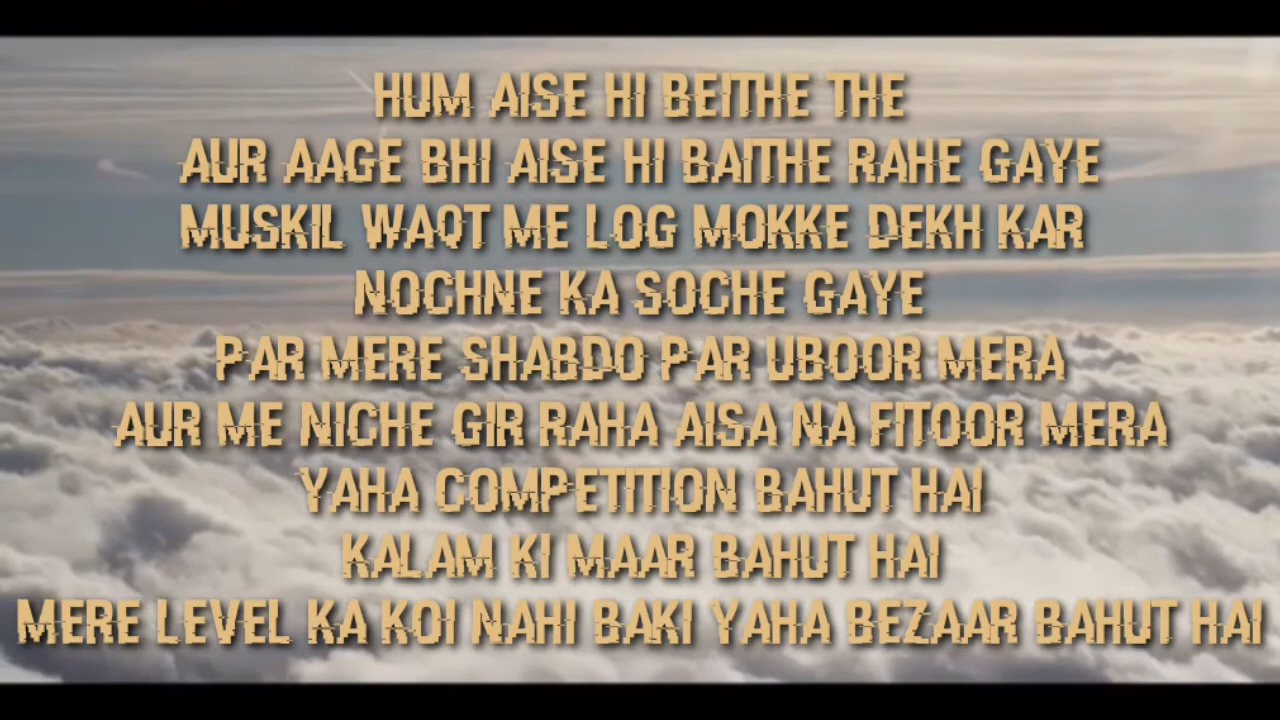 HUM AISE HI BEITHE THE
AUR AAGE BHI AISE HI BAITHE RAHE GAYE
MUSKIL WAQT ME LOG MOKKE DEKH KAR
NOCHNE KA SOCHE GAYE
PAR MERE SHABDO PAR UBOOR MERA
AUR ME NICHE GIR RAHA AISA NA FITOOR MERA
YAHA COMPETITION BAHUT HAI
KALAM KI MAAR BAHUT HAI
MERE LEVEL KA KOI NAHI BAKI YAHA BEZAAR BAHUT HAI